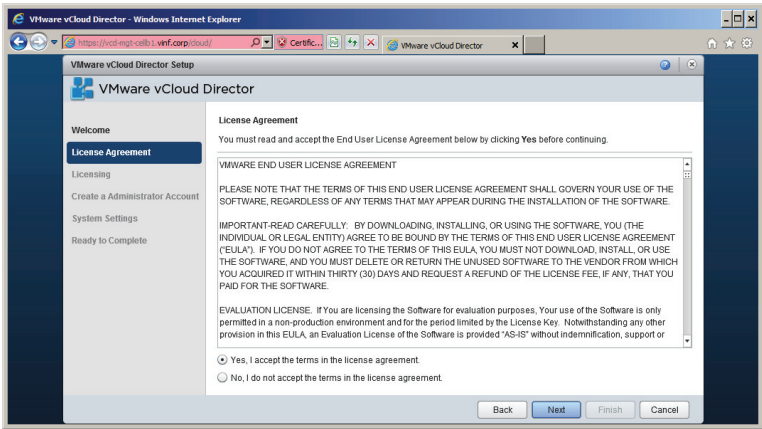 VMware vCloud Director - Windows Internet Explorer
https://vcd-mgt-cellb1.vinf.corp/cloud/
Certific...
VMware vCloud Director
VMware vCloud Director Setup
VMware vCloud Director
Welcome
License Agreement
Licensing
Create a Administrator Account
System Settings
Ready to Complete
License Agreement
You must read and accept the End User License Agreement below by clicking Yes before continuing.
VMWARE END USER LICENSE AGREEMENT
PLEASE NOTE THAT THE TERMS OF THIS END USER LICENSE AGREEMENT SHALL GOVERN YOUR USE OF THE
SOFTWARE, REGARDLESS OF ANY TERMS THAT MAY APPEAR DURING THE INSTALLATION OF THE SOFTWARE.
IMPORTANT-READ CAREFULLY: BY DOWNLOADING, INSTALLING, OR USING THE SOFTWARE, YOU (THE
INDIVIDUAL OR LEGAL ENTITY) AGREE TO BE BOUND BY THE TERMS OF THIS END USER LICENSE AGREEMENT
("EULA"). IF YOU DO NOT AGREE TO THE TERMS OF THIS EULA, YOU MUST NOT DOWNLOAD, INSTALL, OR USE
THE SOFTWARE, AND YOU MUST DELETE OR RETURN THE UNUSED SOFTWARE TO THE VENDOR FROM WHICH
YOU ACQUIRED IT WITHIN THIRTY (30) DAYS AND REQUEST A REFUND OF THE LICENSE FEE, IF ANY, THAT YOU
PAID FOR THE SOFTWARE.
EVALUATION LICENSE. If You are licensing the Software for evaluation purposes, Your use of the Software is only
permitted in a non-production environment and for the period limited by the License Key. Notwithstanding any other
provision in this EULA, an Evaluation License of the Software is provided "AS-IS" without indemnification, support or
Yes, I accept the terms in the license agreement.
No, I do not accept the terms in the license agreement.
Back Next Finish Cancel